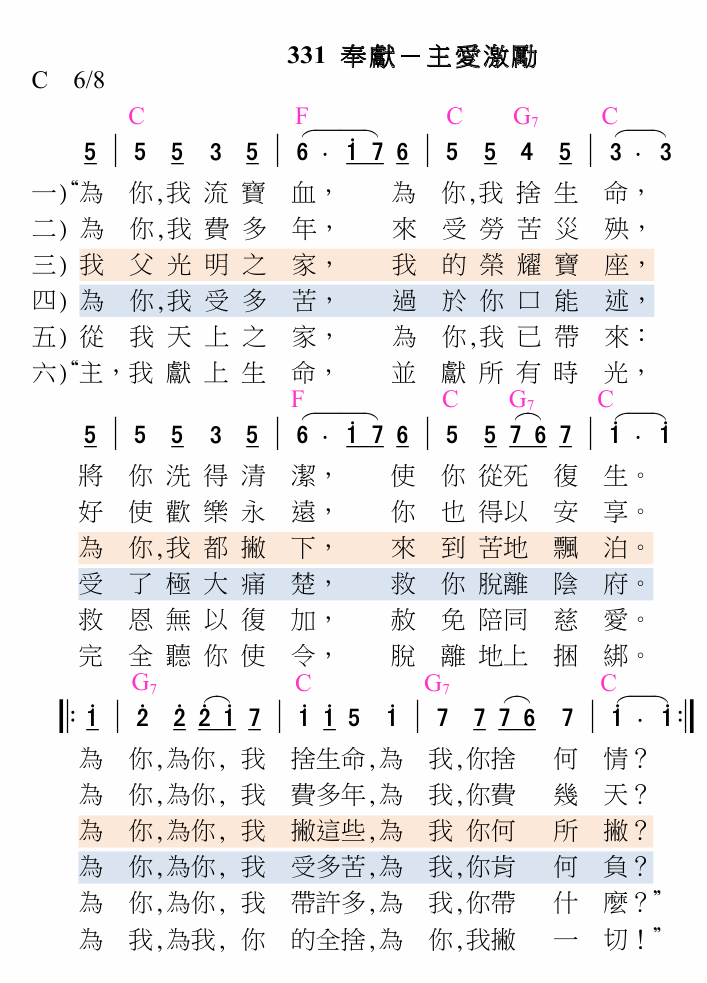 331 奉獻－主愛激勵
C 6/8
C F C G7 C
5 | 5 5 3 5 | 6 . i 7 6 | 5 5 4 5 | 3 . 3
一)“為 你,我 流 寶 血， 為 你,我 捨 生 命，
二) 為 你,我 費 多 年， 來 受 勞 苦 災 殃，
三) 我 父 光 明 之 家， 我 的 榮 耀 寶 座，
四) 為 你,我 受 多 苦， 過 於 你 口 能 述，
五) 從 我 天 上 之 家， 為 你,我 已 帶 來：
六)“主，我 獻 上 生 命， 並 獻 所 有 時 光，
F C G7 C
5 | 5 5 3 5 | 6 . i 7 6 | 5 5 7 6 7 | i . i
將 你 洗 得 清 潔， 使 你 從死 復 生。
好 使 歡 樂 永 遠， 你 也 得以 安 享。
為 你,我 都 撇 下， 來 到 苦地 飄 泊。
受 了 極 大 痛 楚， 救 你 脫離 陰 府。
救 恩 無 以 復 加， 赦 免 陪同 慈 愛。
完 全 聽 你 使 令， 脫 離 地上 捆 綁。
G7 C G7 C
‖: i | 2̇ 2̇ 2̇ i 7 | i i 5 i | 7 7 7 6 7 | i . i :‖
為 你,為你, 我 捨生命,為 我,你捨 何 情？
為 你,為你, 我 費多年,為 我,你費 幾 天？
為 你,為你, 我 撇這些,為 我 你何 所 撇？
為 你,為你, 我 受多苦,為 我,你肯 何 負？
為 你,為你, 我 帶許多,為 我,你帶 什 麼？”
為 我,為我, 你 的全捨,為 你,我撇 一 切！”